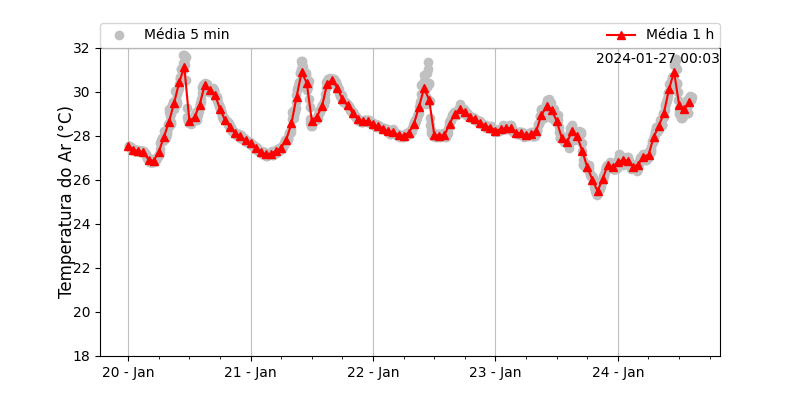 Média 5 min
Média 1 h
2024-01-27 00:03
Temperatura do Ar (°C)
32
30
28
26
24
22
20
18
20 - Jan
21 - Jan
22 - Jan
23 - Jan
24 - Jan